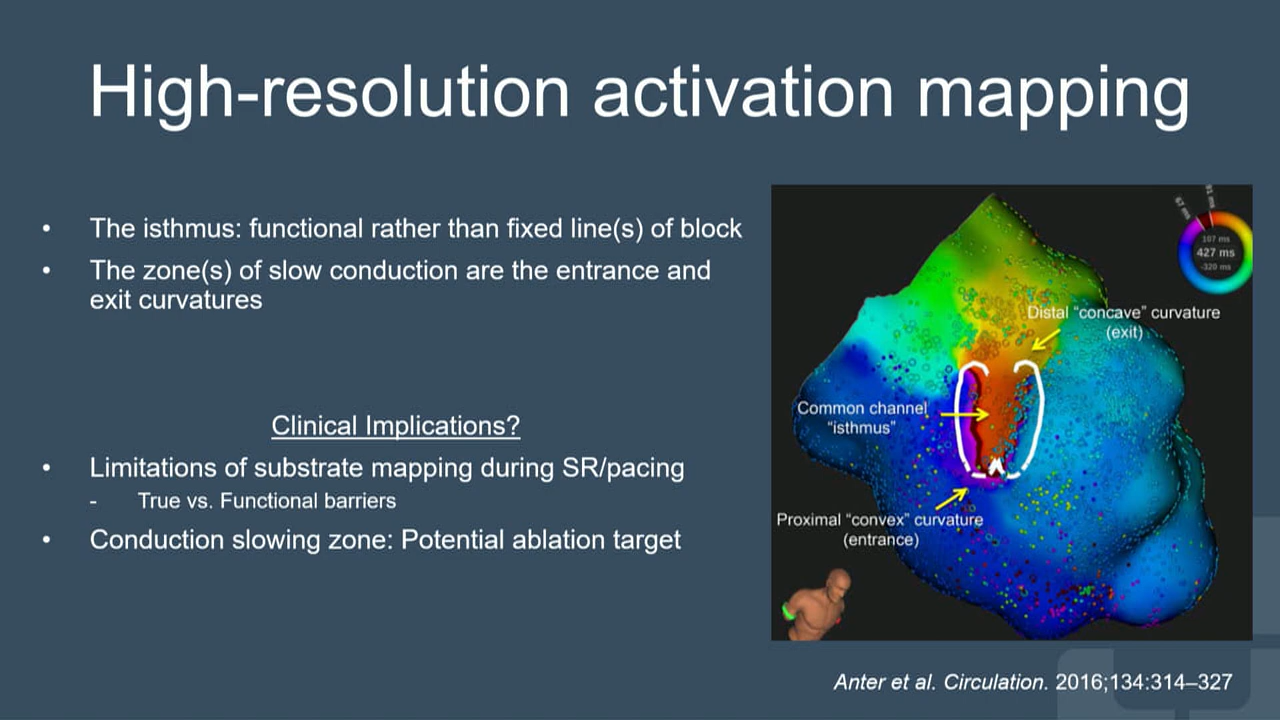 High-resolution activation mapping
• The isthmus: functional rather than fixed line(s) of block
• The zone(s) of slow conduction are the entrance and
exit curvatures
Clinical Implications?
• Limitations of substrate mapping during SR/pacing
- True vs. Functional barriers
• Conduction slowing zone: Potential ablation target
67 ms
107 ms
427 ms
-320 ms
Distal “concave” curvature
(exit)
Common channel
“isthmus”
Proximal “convex” curvature
(entrance)
Anter et al. Circulation. 2016;134:314–327